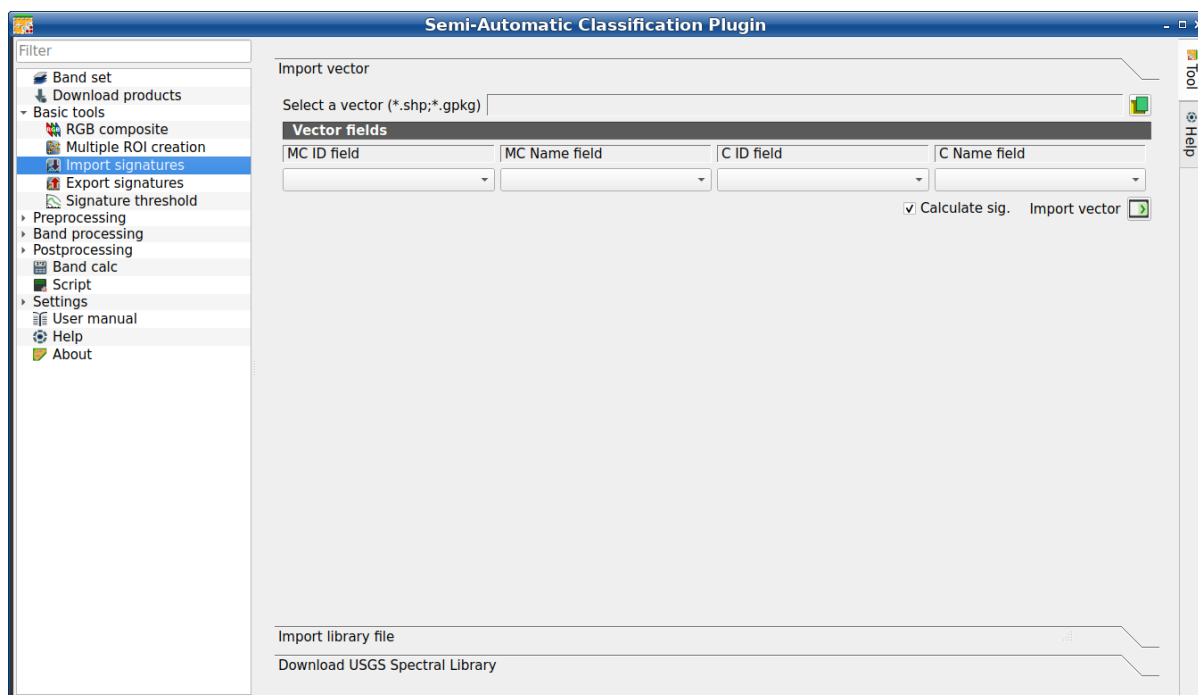 Semi-Automatic Classification Plugin
Filter
Band set
Download products
Basic tools
RGB composite
Multiple ROI creation
Import signatures
Export signatures
Signature threshold
Preprocessing
Band processing
Postprocessing
Band calc
Script
Settings
User manual
Help
About
Import vector
Select a vector (*.shp;*.gpkg)
Vector fields
MC ID field MC Name field C ID field C Name field
Calculate sig. Import vector
Import library file
Download USGS Spectral Library
Tool
Help